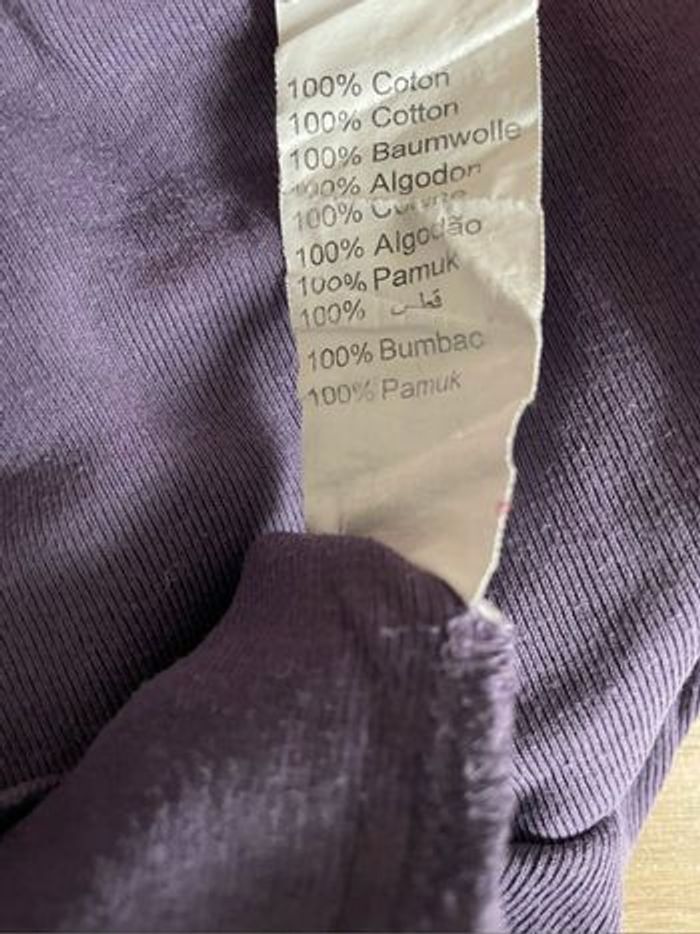 100% Coton
100% Cotton
100% Baumwolle
100% Algodon
100%
100% Algodão
100% Pamuk
100% قطن
100% Bumbac
100% Pamuk